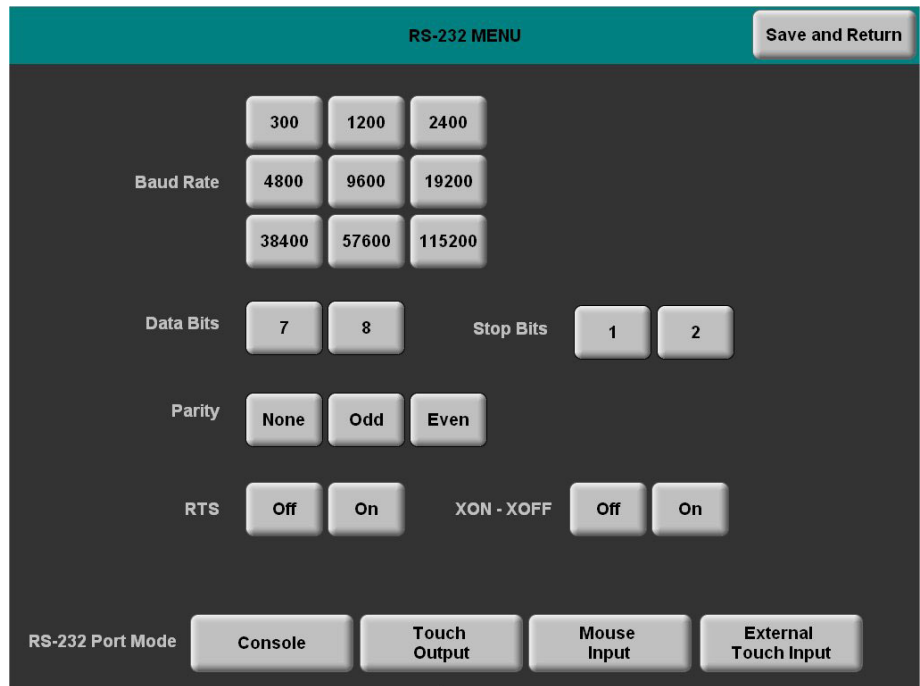 RS-232 MENU
Save and Return
300 1200 2400
Baud Rate 4800 9600 19200
38400 57600 115200
Data Bits 7 8 Stop Bits 1 2
Parity None Odd Even
RTS Off On XON - XOFF Off On
RS-232 Port Mode
Console
Touch
Output
Mouse
Input
External
Touch Input